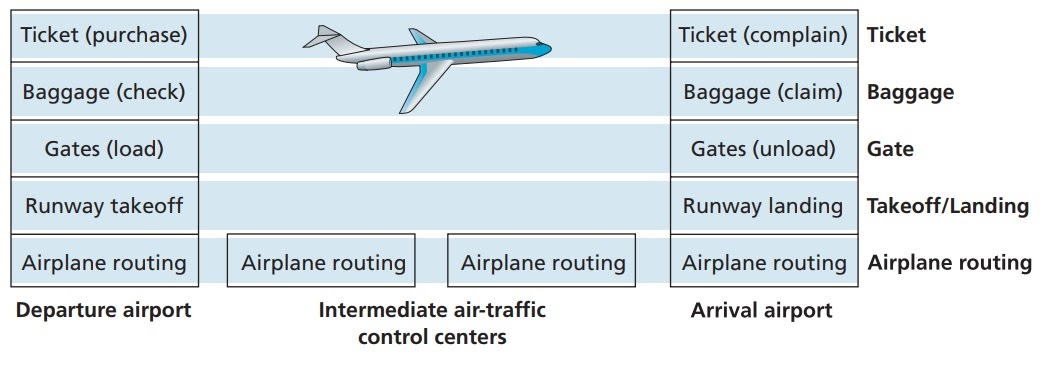 Ticket (purchase)
Ticket (complain)
Ticket
Baggage (check)
Baggage (claim)
Baggage
Gates (load)
Gates (unload)
Gate
Runway takeoff
Runway landing
Takeoff/Landing
Airplane routing
Airplane routing
Airplane routing
Airplane routing
Airplane routing
Departure airport
Intermediate air-traffic
control centers
Arrival airport